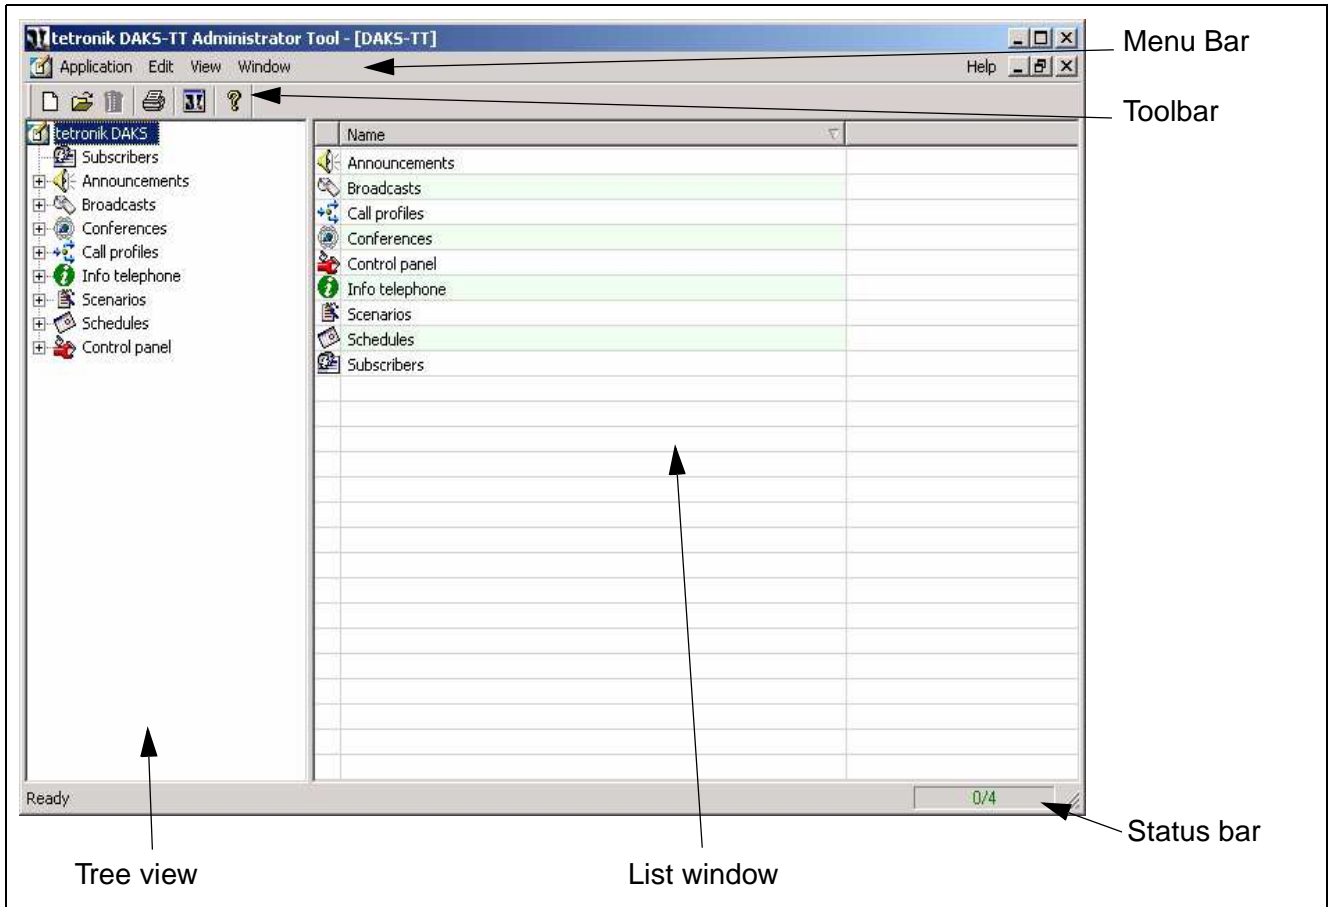 tetronik DAKS-TT Administrator Tool - [DAKS-TT]
Menu Bar
Application Edit View Window Help
Toolbar
tetronik DAKS
Subscribers
Announcements
Broadcasts
Conferences
Call profiles
Info telephone
Scenarios
Schedules
Control panel
Name
Announcements
Broadcasts
Call profiles
Conferences
Control panel
Info telephone
Scenarios
Schedules
Subscribers
Ready 0/4
Status bar
Tree view
List window